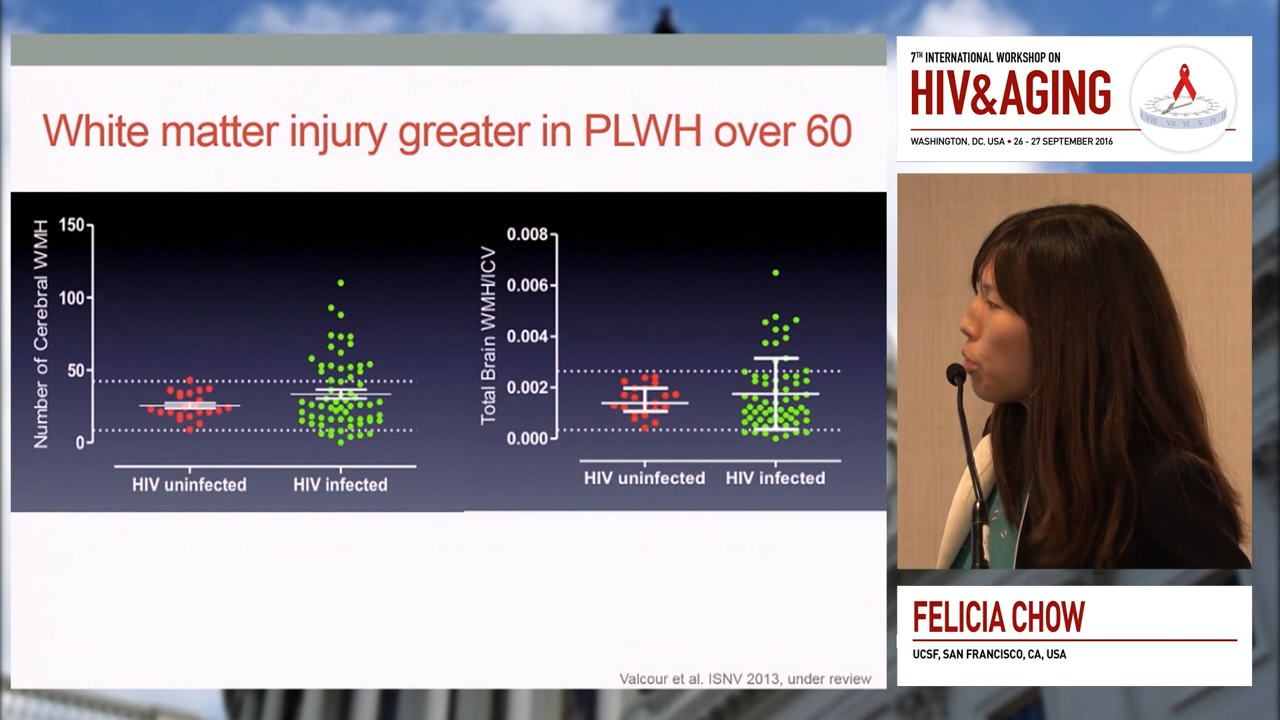 White matter injury greater in PLWH over 60
Number of Cerebral WMH
150
100
50
0
HIV uninfected
HIV infected
Total Brain WMH/ICV
0.008
0.006
0.004
0.002
0.000
HIV uninfected
HIV infected
Valcour et al. ISNV 2013, under review
7TH INTERNATIONAL WORKSHOP ON
HIV&AGING
WASHINGTON, DC, USA • 26 - 27 SEPTEMBER 2016
FELICIA CHOW
UCSF, SAN FRANCISCO, CA, USA